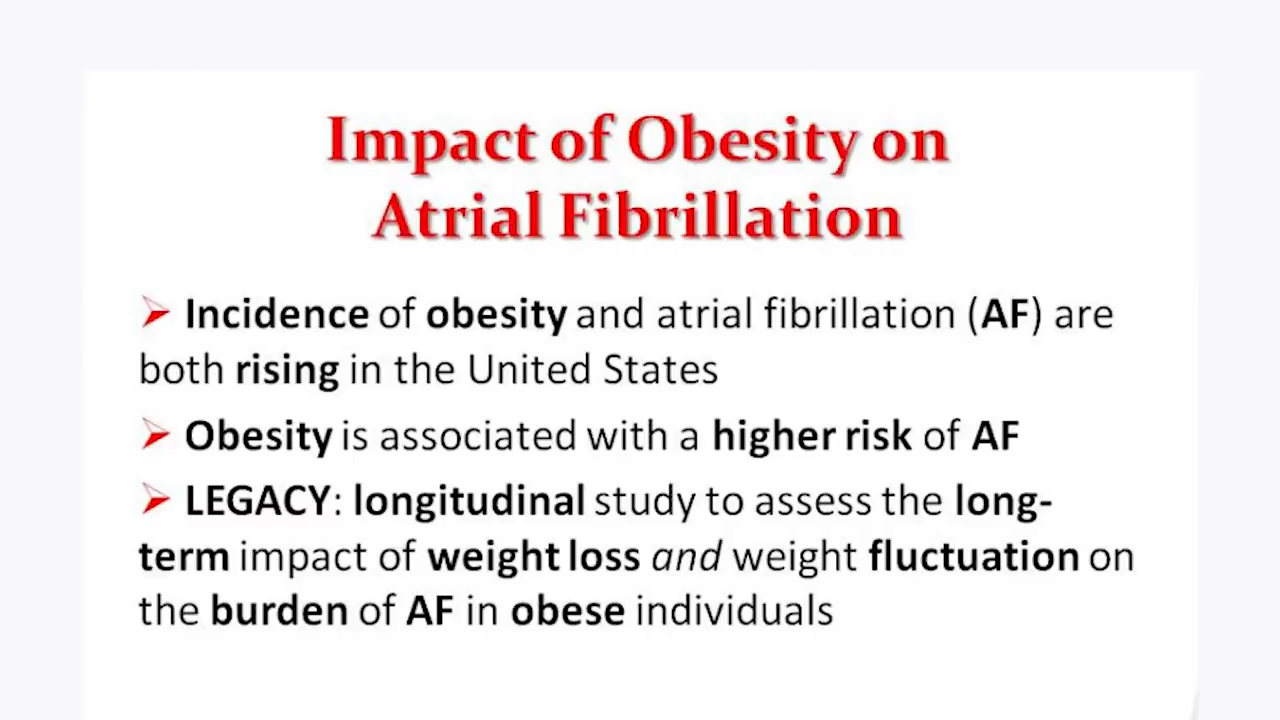 Impact of Obesity on
Atrial Fibrillation
➢ Incidence of obesity and atrial fibrillation (AF) are
both rising in the United States
➢ Obesity is associated with a higher risk of AF
➢ LEGACY: longitudinal study to assess the long-
term impact of weight loss and weight fluctuation on
the burden of AF in obese individuals